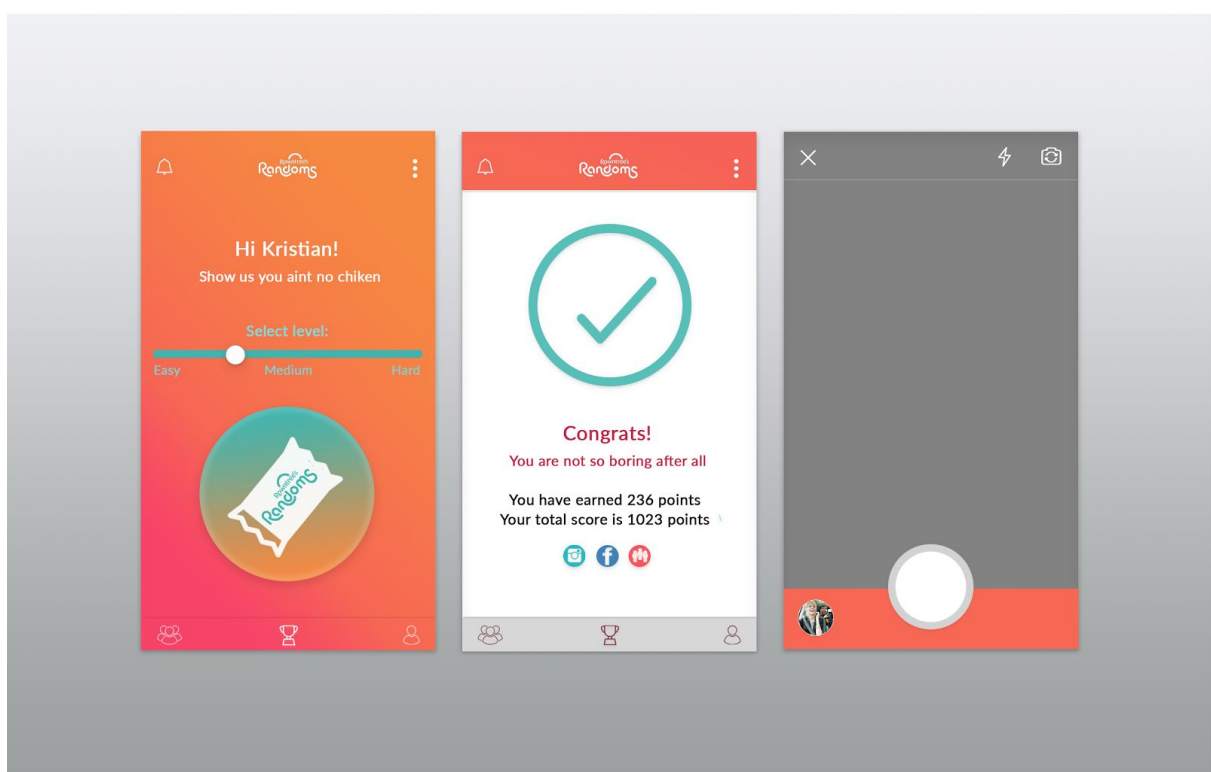 Rowntree's
Randoms
Hi Kristian!
Show us you aint no chiken
Select level:
Easy Medium Hard
Rowntree's
Randoms
Rowntree's
Randoms
Congrats!
You are not so boring after all
You have earned 236 points
Your total score is 1023 points